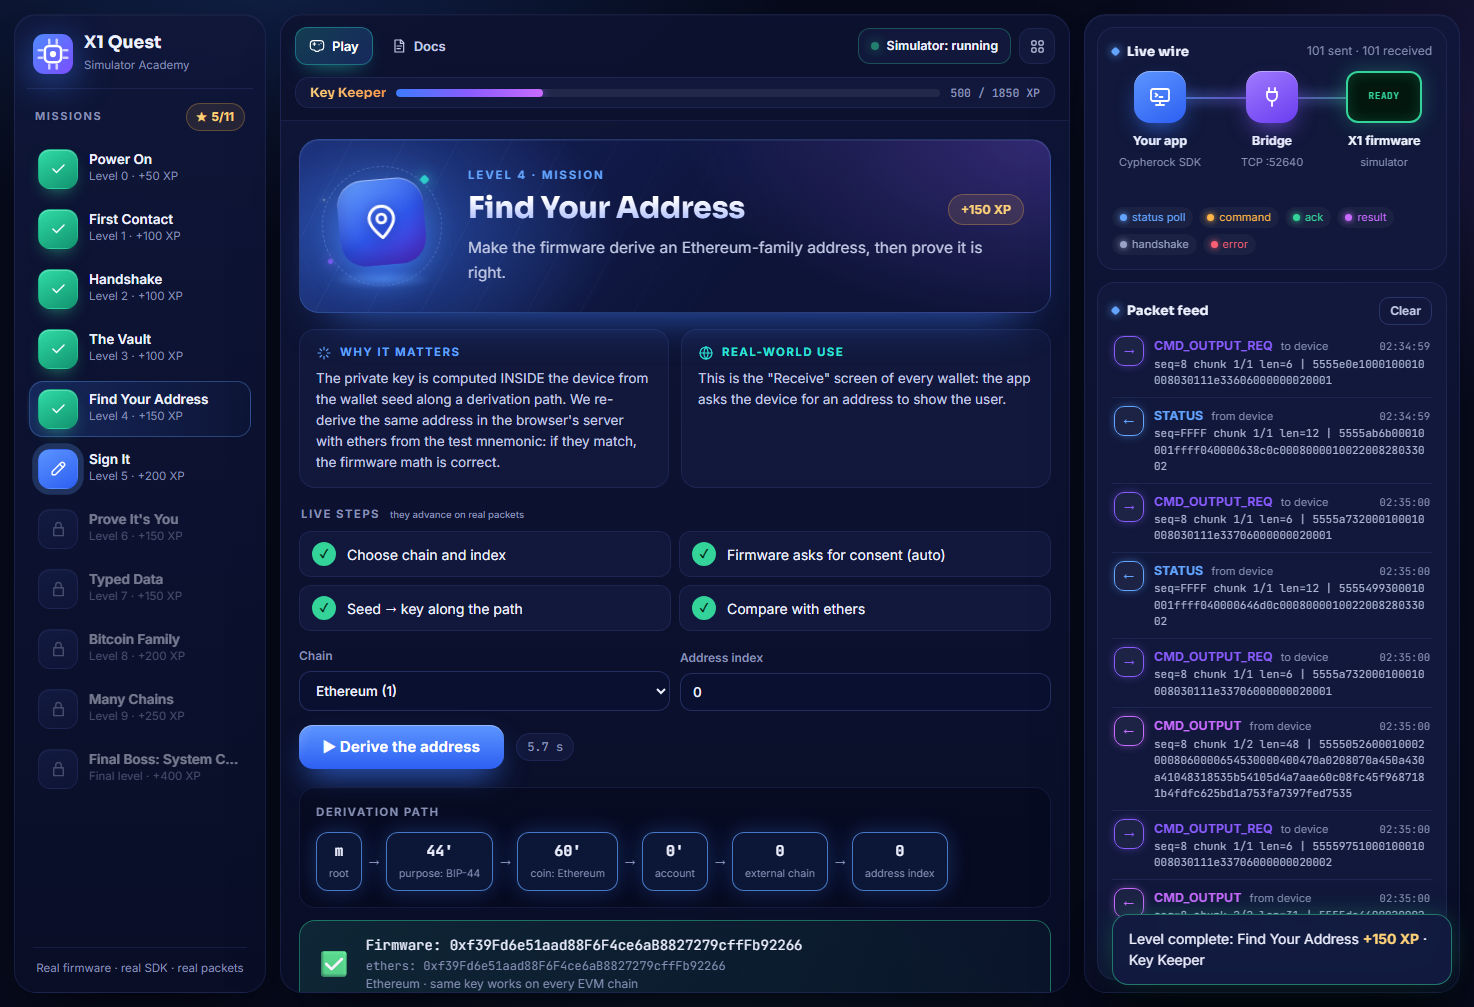 X1 Quest
Simulator Academy
MISSIONS
★ 5/11
Power On
Level 0 · +50 XP
First Contact
Level 1 · +100 XP
Handshake
Level 2 · +100 XP
The Vault
Level 3 · +100 XP
Find Your Address
Level 4 · +150 XP
Sign It
Level 5 · +200 XP
Prove It's You
Level 6 · +150 XP
Typed Data
Level 7 · +150 XP
Bitcoin Family
Level 8 · +200 XP
Many Chains
Level 9 · +250 XP
Final Boss: System C...
Final level · +400 XP
Real firmware · real SDK · real packets
Play
Docs
Simulator: running
Key Keeper
500 / 1850 XP
LEVEL 4 · MISSION
Find Your Address
+150 XP
Make the firmware derive an Ethereum-family address, then prove it is
right.
WHY IT MATTERS
The private key is computed INSIDE the device from
the wallet seed along a derivation path. We re-
derive the same address in the browser's server
with ethers from the test mnemonic: if they match,
the firmware math is correct.
REAL-WORLD USE
This is the "Receive" screen of every wallet: the app
asks the device for an address to show the user.
LIVE STEPS they advance on real packets
Choose chain and index
Firmware asks for consent (auto)
Seed → key along the path
Compare with ethers
Chain
Address index
Ethereum (1)
0
▶ Derive the address
5.7 s
DERIVATION PATH
m
root
→
44'
purpose: BIP-44
→
60'
coin: Ethereum
→
0'
account
→
0
external chain
→
0
address index
Firmware: 0xf39Fd6e51aad88F6F4ce6aB8827279cffFb92266
ethers: 0xf39Fd6e51aad88F6F4ce6aB8827279cffFb92266
Ethereum · same key works on every EVM chain
Live wire
101 sent · 101 received
READY
Your app
Cypherock SDK
Bridge
TCP :52640
X1 firmware
simulator
status poll
command
ack
result
handshake
error
Packet feed
Clear
CMD_OUTPUT_REQ to device 02:34:59
seq=8 chunk 1/1 len=6 | 5555e0e1000100010
008030111e33606000000020001
STATUS from device 02:34:59
seq=FFFF chunk 1/1 len=12 | 5555ab6b00010
001ffff040000638c0c0008000010022008280330
02
CMD_OUTPUT_REQ to device 02:35:00
seq=8 chunk 1/1 len=6 | 5555a732000100010
008030111e33706000000020001
STATUS from device 02:35:00
seq=FFFF chunk 1/1 len=12 | 5555499300010
001ffff040000646d0c0008000010022008280330
02
CMD_OUTPUT_REQ to device 02:35:00
seq=8 chunk 1/1 len=6 | 5555a732000100010
008030111e33706000000020001
CMD_OUTPUT from device 02:35:00
seq=8 chunk 1/2 len=48 | 5555052600010002
00080600006545300004004​70a0208070a450a430
a41048318535b54105d4a7aae60c08fc45f968718
1b4fdfc625bd1a753fa7397fed7535
CMD_OUTPUT_REQ to device 02:35:00
seq=8 chunk 1/1 len=6 | 55559751000100010
008030111e33706000000020002
CMD_OUTPUT from device 02:35:00
Level complete: Find Your Address +150 XP ·
Key Keeper